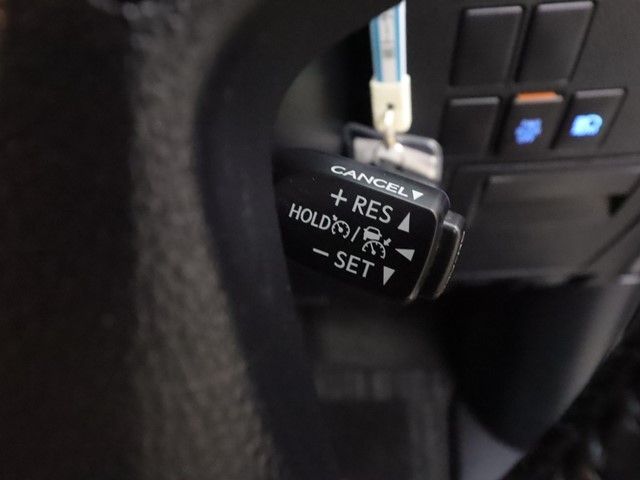 CANCEL▼
+ RES ▲
HOLD /
− SET ▼